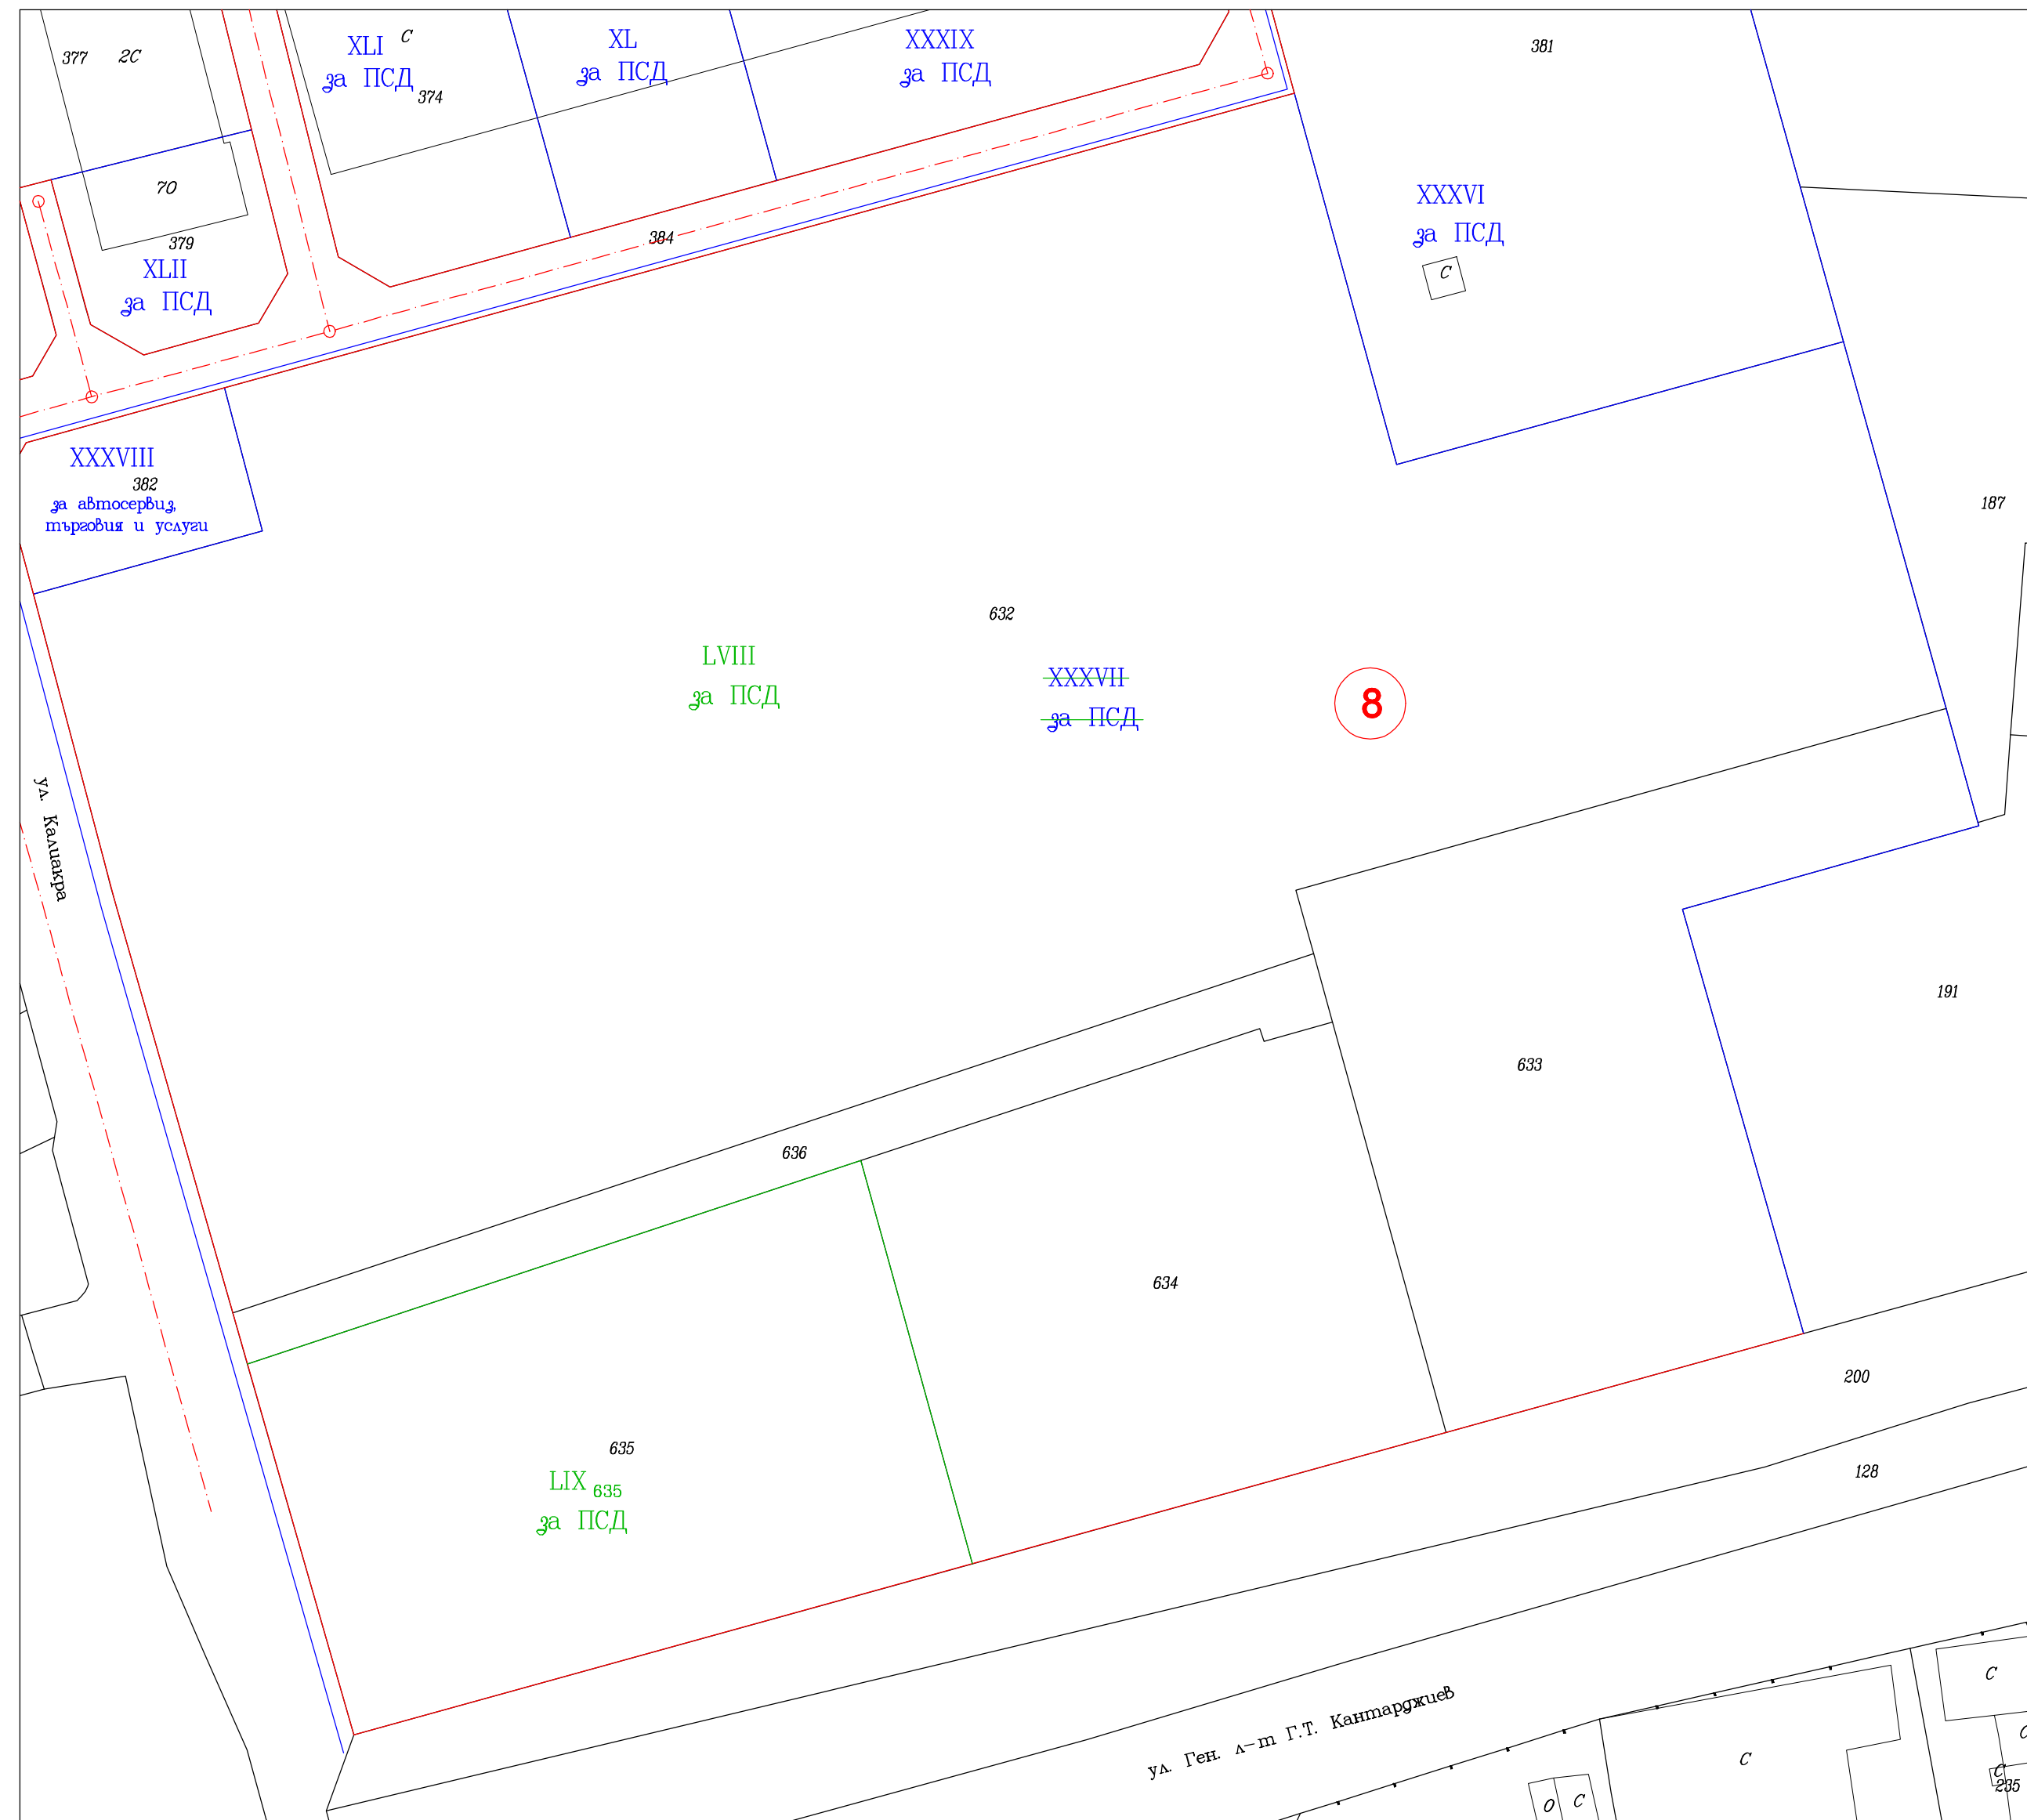 377 2С
XLI С
за ПСД
374
XL
за ПСД
XXXIX
за ПСД
381
70
379
XLII
за ПСД
384
XXXVI
за ПСД
С
XXXVIII
382
за автосервиз,
търговия и услуги
187
632
LVIII
за ПСД
XXXVII
за ПСД
8
ул. Калиакра
191
633
636
634
200
635
LIX 635
за ПСД
128
ул. Ген. л-т Г.Т. Кантарджиев
С
С
С
С
235
О
С